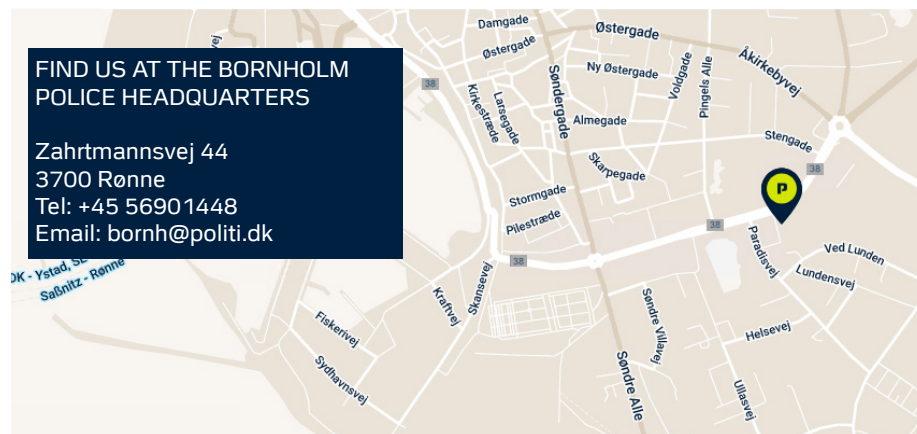 FIND US AT THE BORNHOLM
POLICE HEADQUARTERS
Zahrtmannsvej 44
3700 Rønne
Tel: +45 56901448
Email: bornh@politi.dk
Damgade
Østergade
Østergade
Åkirkebyvej
Ny Østergade
Voldgade
Pingels Alle
38
Kirkestræde
Larsegade
Søndergade
Almegade
Stengade
Skarpegade
38
P
Stormgade
Pilestræde
38
Paradisvej
Ved Lunden
38
Lundensvej
Saßnitz - Rønne
Kraftvej
Skansevej
Fiskerivej
Søndre Villavej
Helsevej
Sydhavnsvej
Søndre Alle
Ullasvej